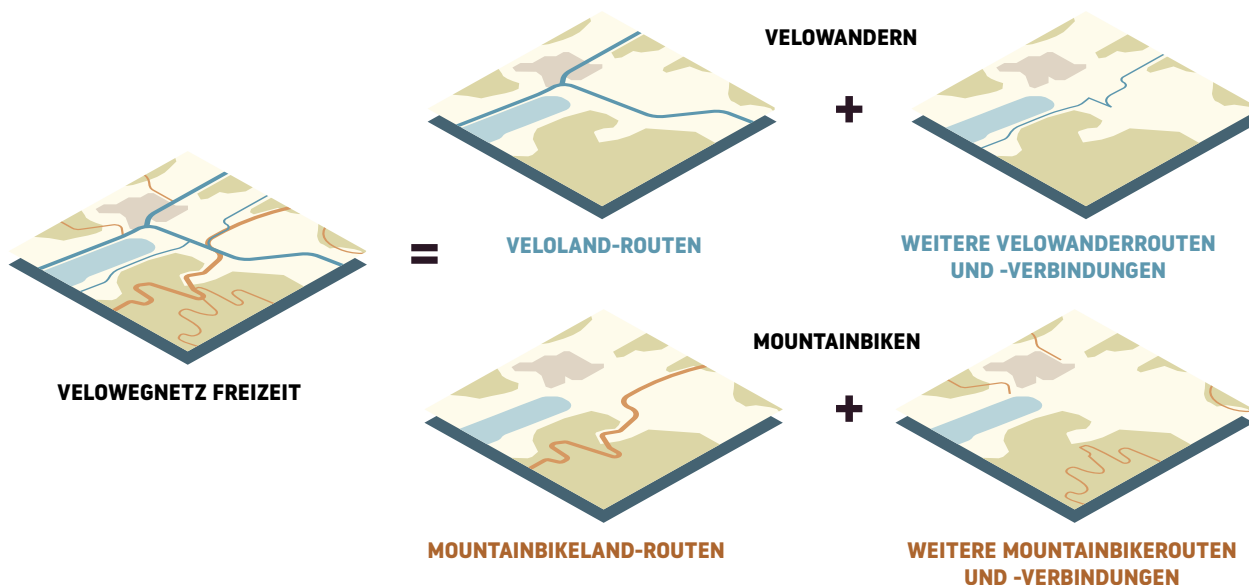 VELOWANDERN
+
VELOLAND-ROUTEN
WEITERE VELOWANDERROUTEN
UND -VERBINDUNGEN
=
VELOWEGNETZ FREIZEIT
MOUNTAINBIKEN
+
MOUNTAINBIKELAND-ROUTEN
WEITERE MOUNTAINBIKEROUTEN
UND -VERBINDUNGEN